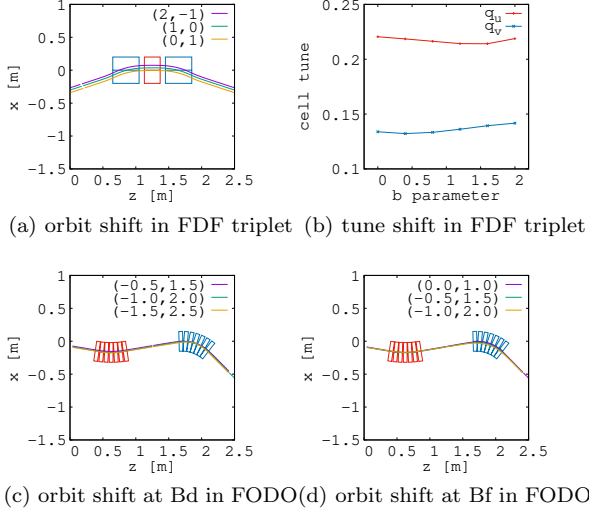 1
0.5
0
−0.5
−1
−1.5
x [m]
0 0.5 1 1.5 2 2.5
z [m]
(2,−1)
(1,0)
(0,1)
0.25
0.2
0.15
0.1
cell tune
0 0.4 0.8 1.2 1.6 2
b parameter
q_u
q_v
(a) orbit shift in FDF triplet
(b) tune shift in FDF triplet
1
0.5
0
−0.5
−1
−1.5
x [m]
0 0.5 1 1.5 2 2.5
z [m]
(−0.5,1.5)
(−1.0,2.0)
(−1.5,2.5)
1
0.5
0
−0.5
−1
−1.5
x [m]
0 0.5 1 1.5 2 2.5
z [m]
(0.0,1.0)
(−0.5,1.5)
(−1.0,2.0)
(c) orbit shift at Bd in FODO
(d) orbit shift at Bf in FODO